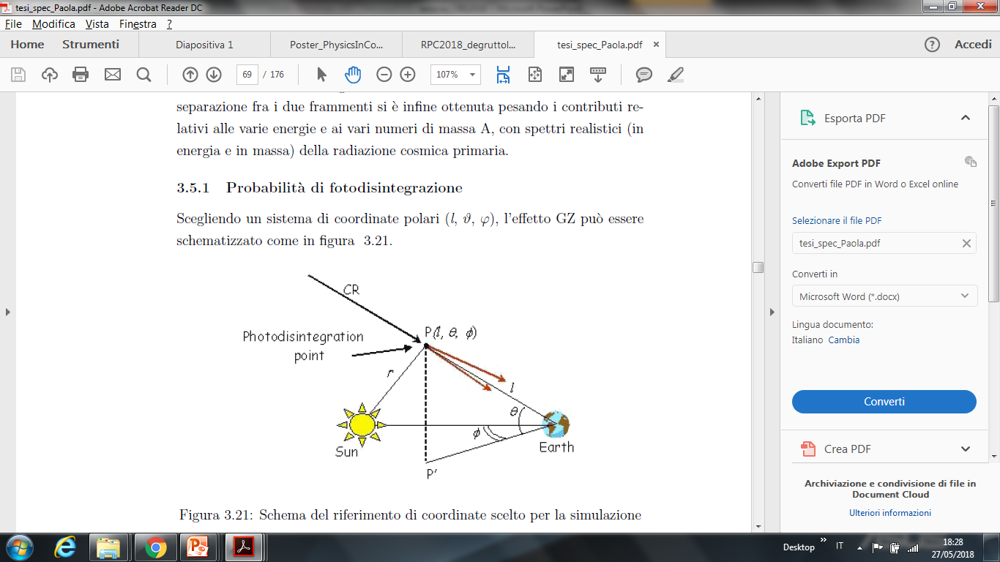 tesi_spec_Paola.pdf - Adobe Acrobat Reader DC
File Modifica Vista Finestra ?
Home Strumenti Diapositiva 1 Poster_PhysicsInCo... RPC2018_degruttol... tesi_spec_Paola.pdf × ? Accedi
69 / 176 107%
separazione fra i due frammenti si è infine ottenuta pesando i contributi re-
lativi alle varie energie e ai vari numeri di massa A, con spettri realistici (in
energia e in massa) della radiazione cosmica primaria.
3.5.1 Probabilità di fotodisintegrazione
Scegliendo un sistema di coordinate polari (l, ϑ, φ), l'effetto GZ può essere
schematizzato come in figura 3.21.
CR
P(l, θ, ϕ)
Photodisintegration
point
r
l
θ
ϕ
Sun
Earth
P'
Figura 3.21: Schema del riferimento di coordinate scelto per la simulazione
Esporta PDF
Adobe Export PDF
Converti file PDF in Word o Excel online
Selezionare il file PDF
tesi_spec_Paola.pdf
Converti in
Microsoft Word (*.docx)
Lingua documento:
Italiano Cambia
Converti
Crea PDF
Archiviazione e condivisione di file in
Document Cloud
Ulteriori informazioni
Desktop » IT 18:28
27/05/2018